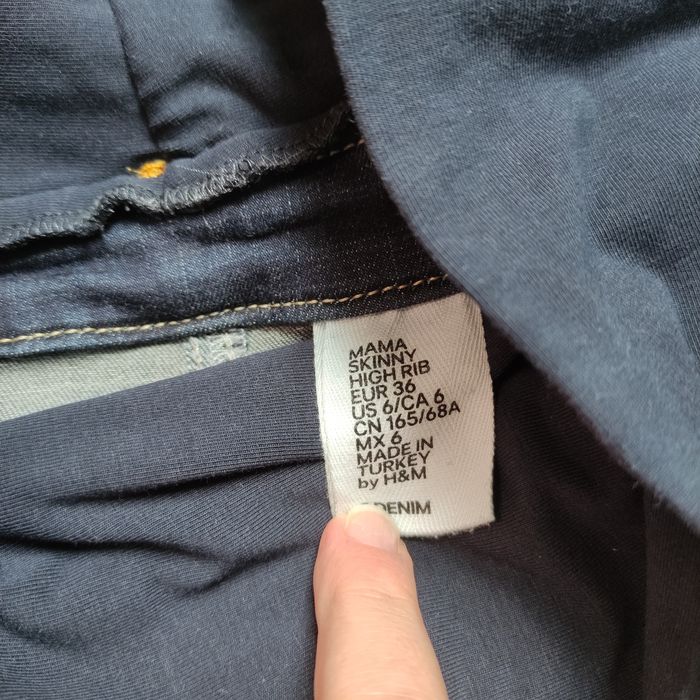 MAMA
SKINNY
HIGH RIB
EUR 36
US 6/CA 6
CN 165/68A
MX 6
MADE IN
TURKEY
by H&M
DENIM